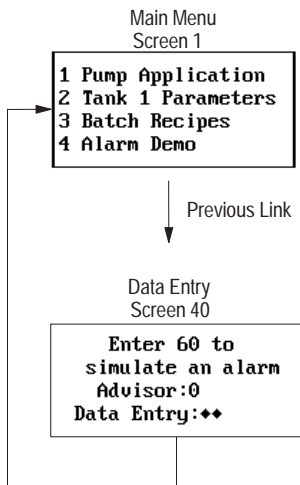 Main Menu
Screen 1
1 Pump Application
2 Tank 1 Parameters
3 Batch Recipes
4 Alarm Demo
Previous Link
Data Entry
Screen 40
Enter 60 to
simulate an alarm
Advisor:0
Data Entry:◆◆